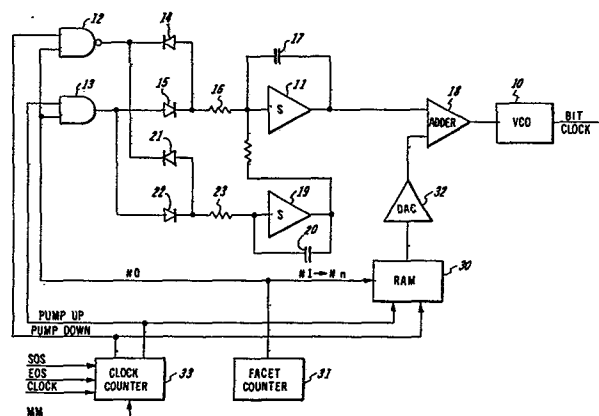 12
14
17
13
15
16
11
18
10
S
ADDER
VCO
BIT
CLOCK
21
22
23
19
32
S
20
DAC
30
#0
#1→#n
RAM
PUMP UP
PUMP DOWN
SOS
EOS
CLOCK
CLOCK
COUNTER
33
FACET
COUNTER
31
MM